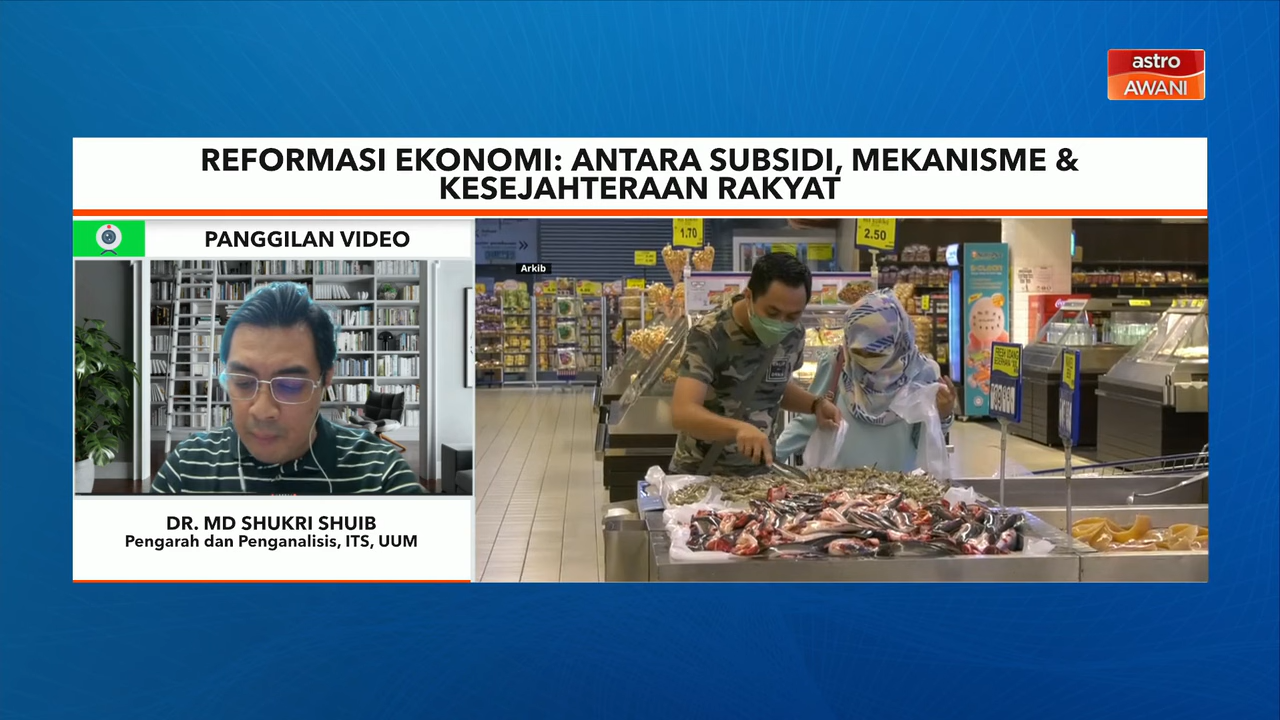 astro
AWANI
REFORMASI EKONOMI: ANTARA SUBSIDI, MEKANISME &
KESEJAHTERAAN RAKYAT
PANGGILAN VIDEO
Arkib
1.70
2.50
DR. MD SHUKRI SHUIB
Pengarah dan Penganalisis, ITS, UUM